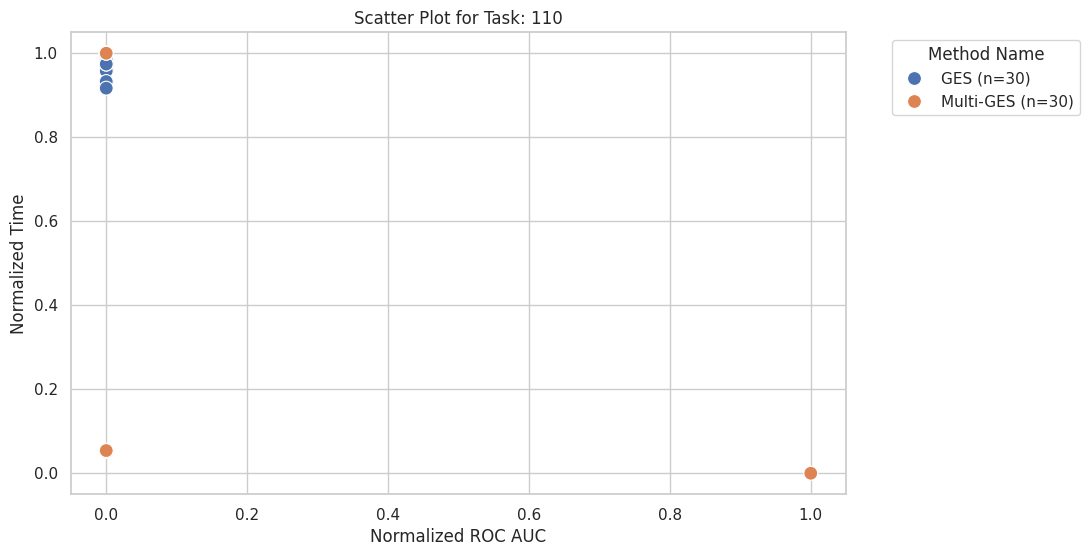 Scatter Plot for Task: 110
Method Name
GES (n=30)
Multi-GES (n=30)
Normalized Time
1.0
0.8
0.6
0.4
0.2
0.0
0.0 0.2 0.4 0.6 0.8 1.0
Normalized ROC AUC